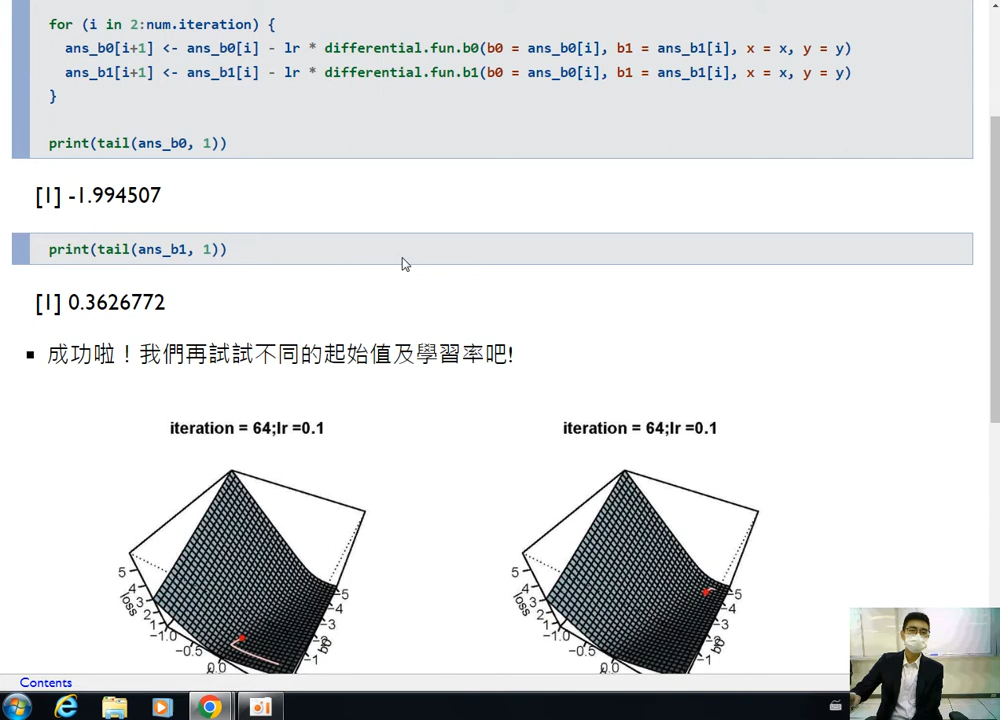 for (i in 2:num.iteration) {
ans_b0[i+1] <- ans_b0[i] - lr * differential.fun.b0(b0 = ans_b0[i], b1 = ans_b1[i], x = x, y = y)
ans_b1[i+1] <- ans_b1[i] - lr * differential.fun.b1(b0 = ans_b0[i], b1 = ans_b1[i], x = x, y = y)
}
print(tail(ans_b0, 1))
[1] -1.994507
print(tail(ans_b1, 1))
[1] 0.3626772
▪ 成功啦！我們再試試不同的起始值及學習率吧!
iteration = 64;lr =0.1
iteration = 64;lr =0.1
5
4
3
2
1
loss
-1.0
-0.5
0.0
5
4
3
2
1
b0
5
4
3
2
1
loss
-1.0
-0.5
0.0
5
4
3
2
1
b0
Contents